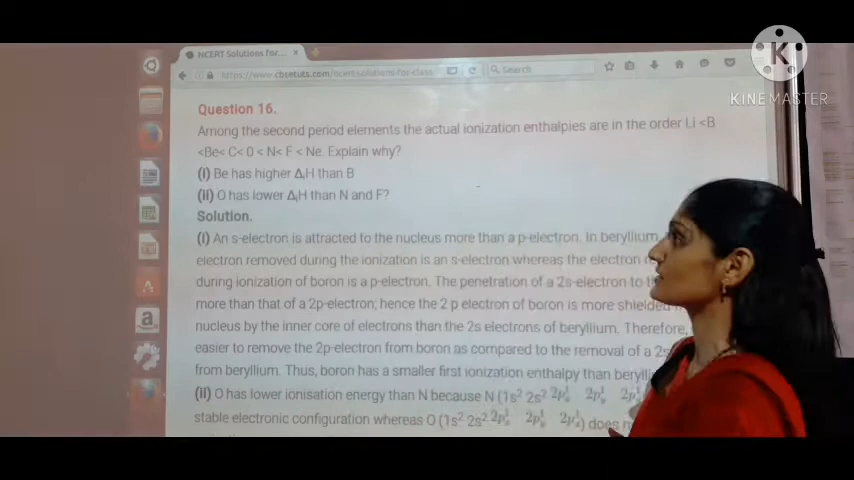 NCERT Solutions for...
https://www.cbsetuts.com/ncert-solutions-for-class
Search
K
KINEMASTER
Question 16.
Among the second period elements the actual ionization enthalpies are in the order Li <B
<Be< C< O < N< F < Ne. Explain why?
(i) Be has higher ΔᵢH than B
(ii) O has lower ΔᵢH than N and F?
Solution.
(i) An s-electron is attracted to the nucleus more than a p-electron. In beryllium,
electron removed during the ionization is an s-electron whereas the electron
during ionization of boron is a p-electron. The penetration of a 2s-electron to
more than that of a 2p-electron; hence the 2 p electron of boron is more shielded
nucleus by the inner core of electrons than the 2s electrons of beryllium. Therefore,
easier to remove the 2p-electron from boron as compared to the removal of a 2s
from beryllium. Thus, boron has a smaller first ionization enthalpy than
(ii) O has lower ionisation energy than N because N (1s² 2s² 2pₓ¹ 2pᵧ¹
stable electronic configuration whereas O (1s² 2s² 2pₓ¹ 2pᵧ¹ 2pₓ¹) does